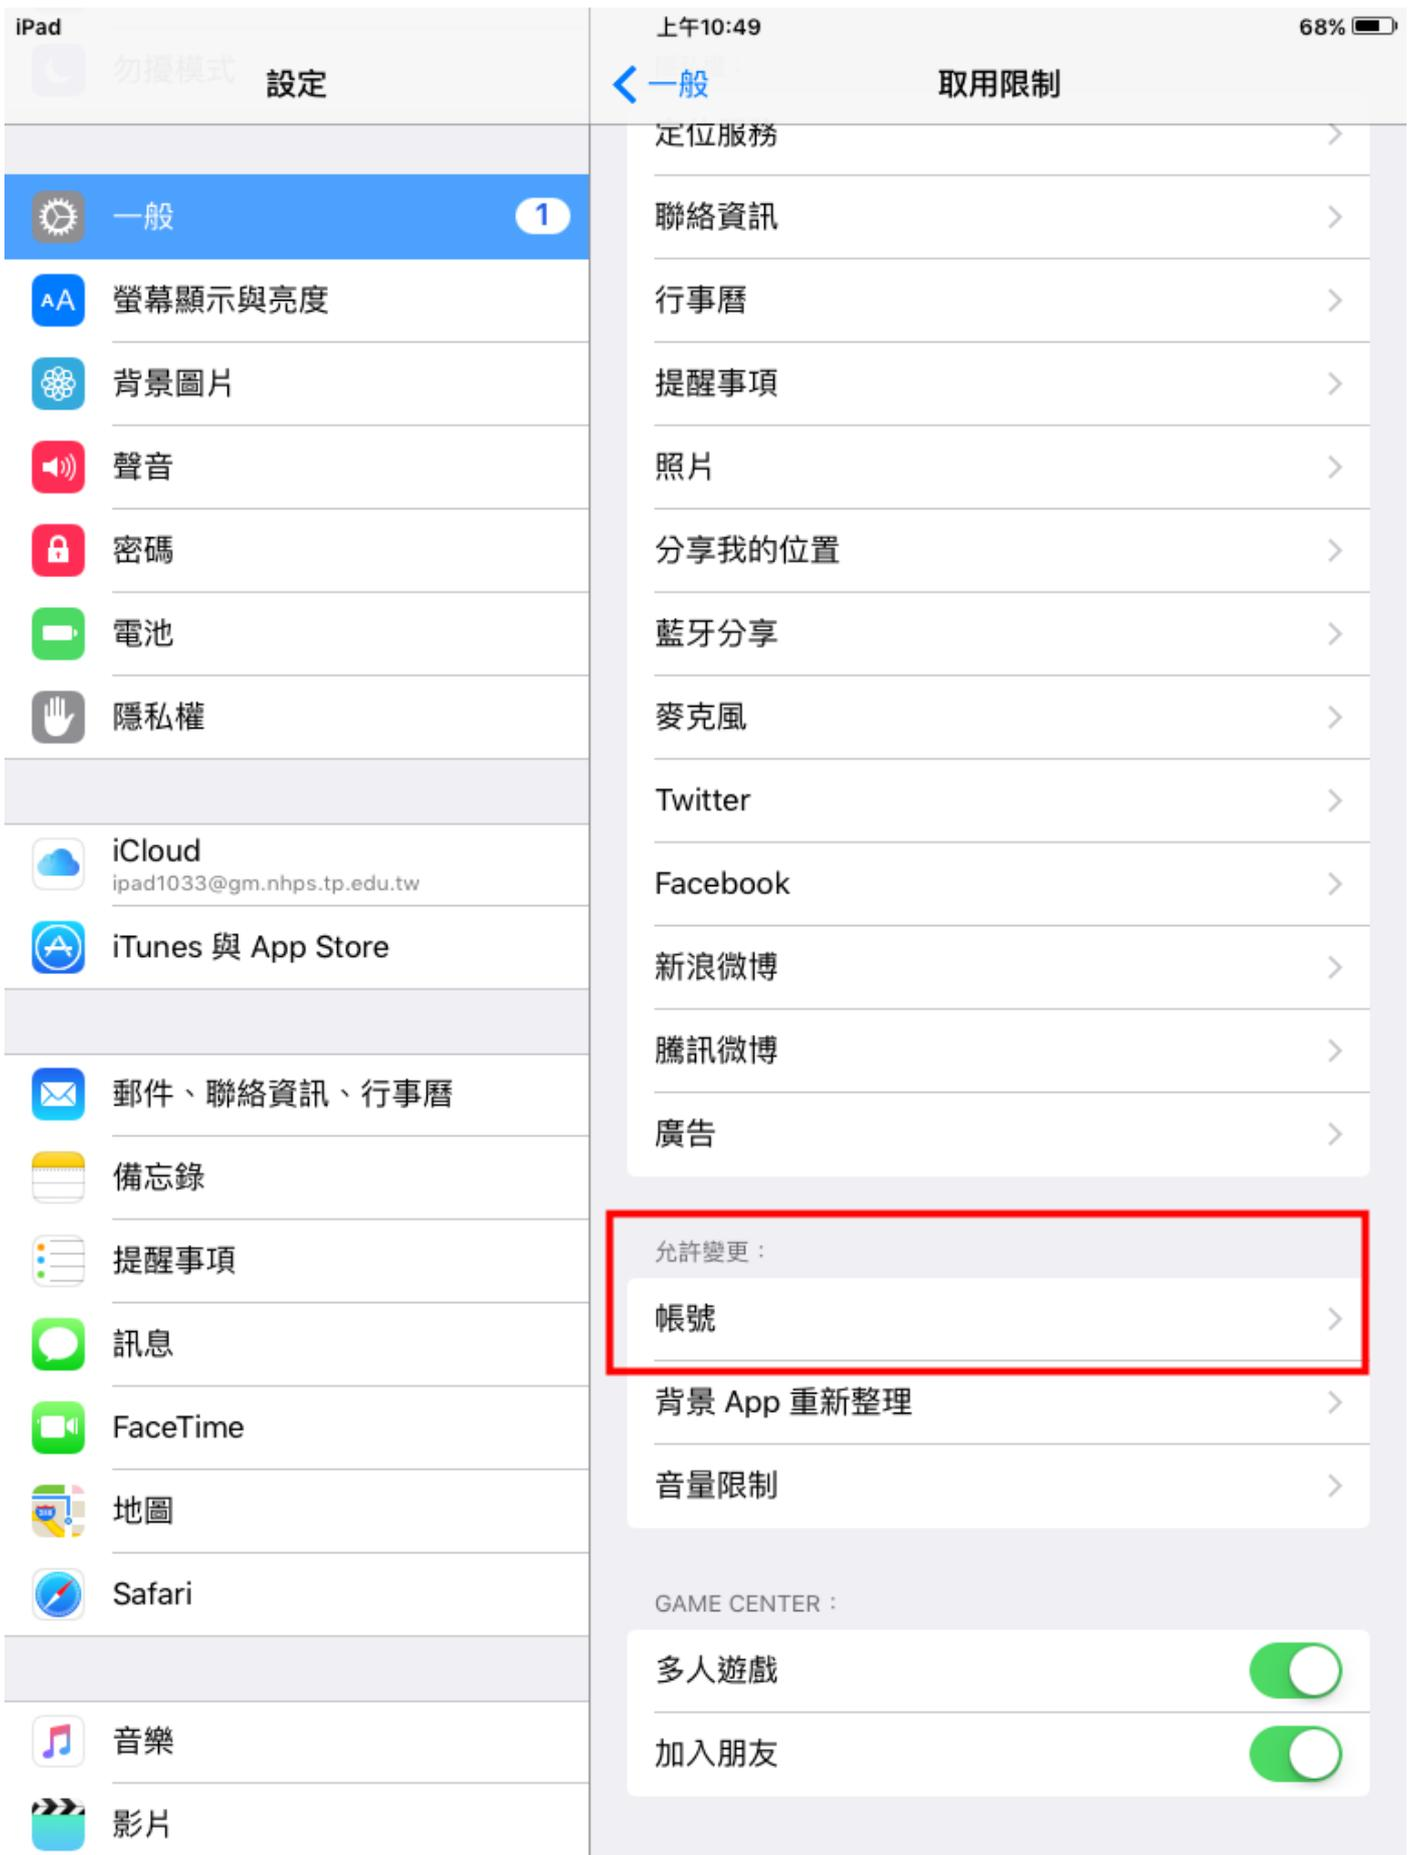 iPad
上午10:49
68%
勿擾模式
設定
一般
取用限制
一般
1
螢幕顯示與亮度
背景圖片
聲音
密碼
電池
隱私權
iCloud
ipad1033@gm.nhps.tp.edu.tw
iTunes 與 App Store
郵件、聯絡資訊、行事曆
備忘錄
提醒事項
訊息
FaceTime
地圖
Safari
音樂
影片
定位服務
聯絡資訊
行事曆
提醒事項
照片
分享我的位置
藍牙分享
麥克風
Twitter
Facebook
新浪微博
騰訊微博
廣告
允許變更：
帳號
背景 App 重新整理
音量限制
GAME CENTER：
多人遊戲
加入朋友